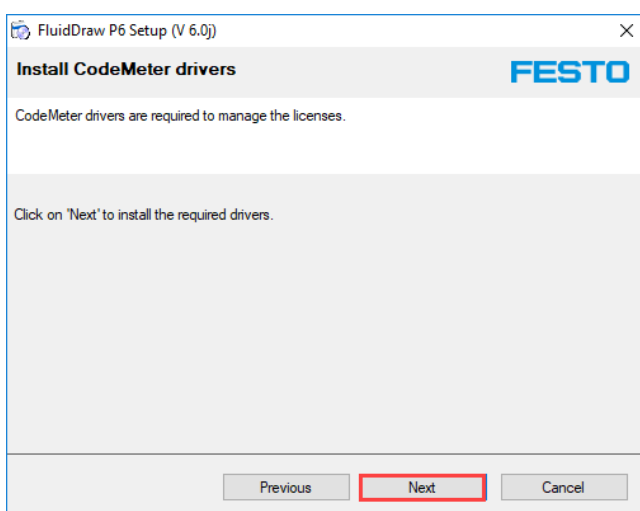 FluidDraw P6 Setup (V 6.0j)
Install CodeMeter drivers
FESTO
CodeMeter drivers are required to manage the licenses.
Click on 'Next' to install the required drivers.
Previous
Next
Cancel